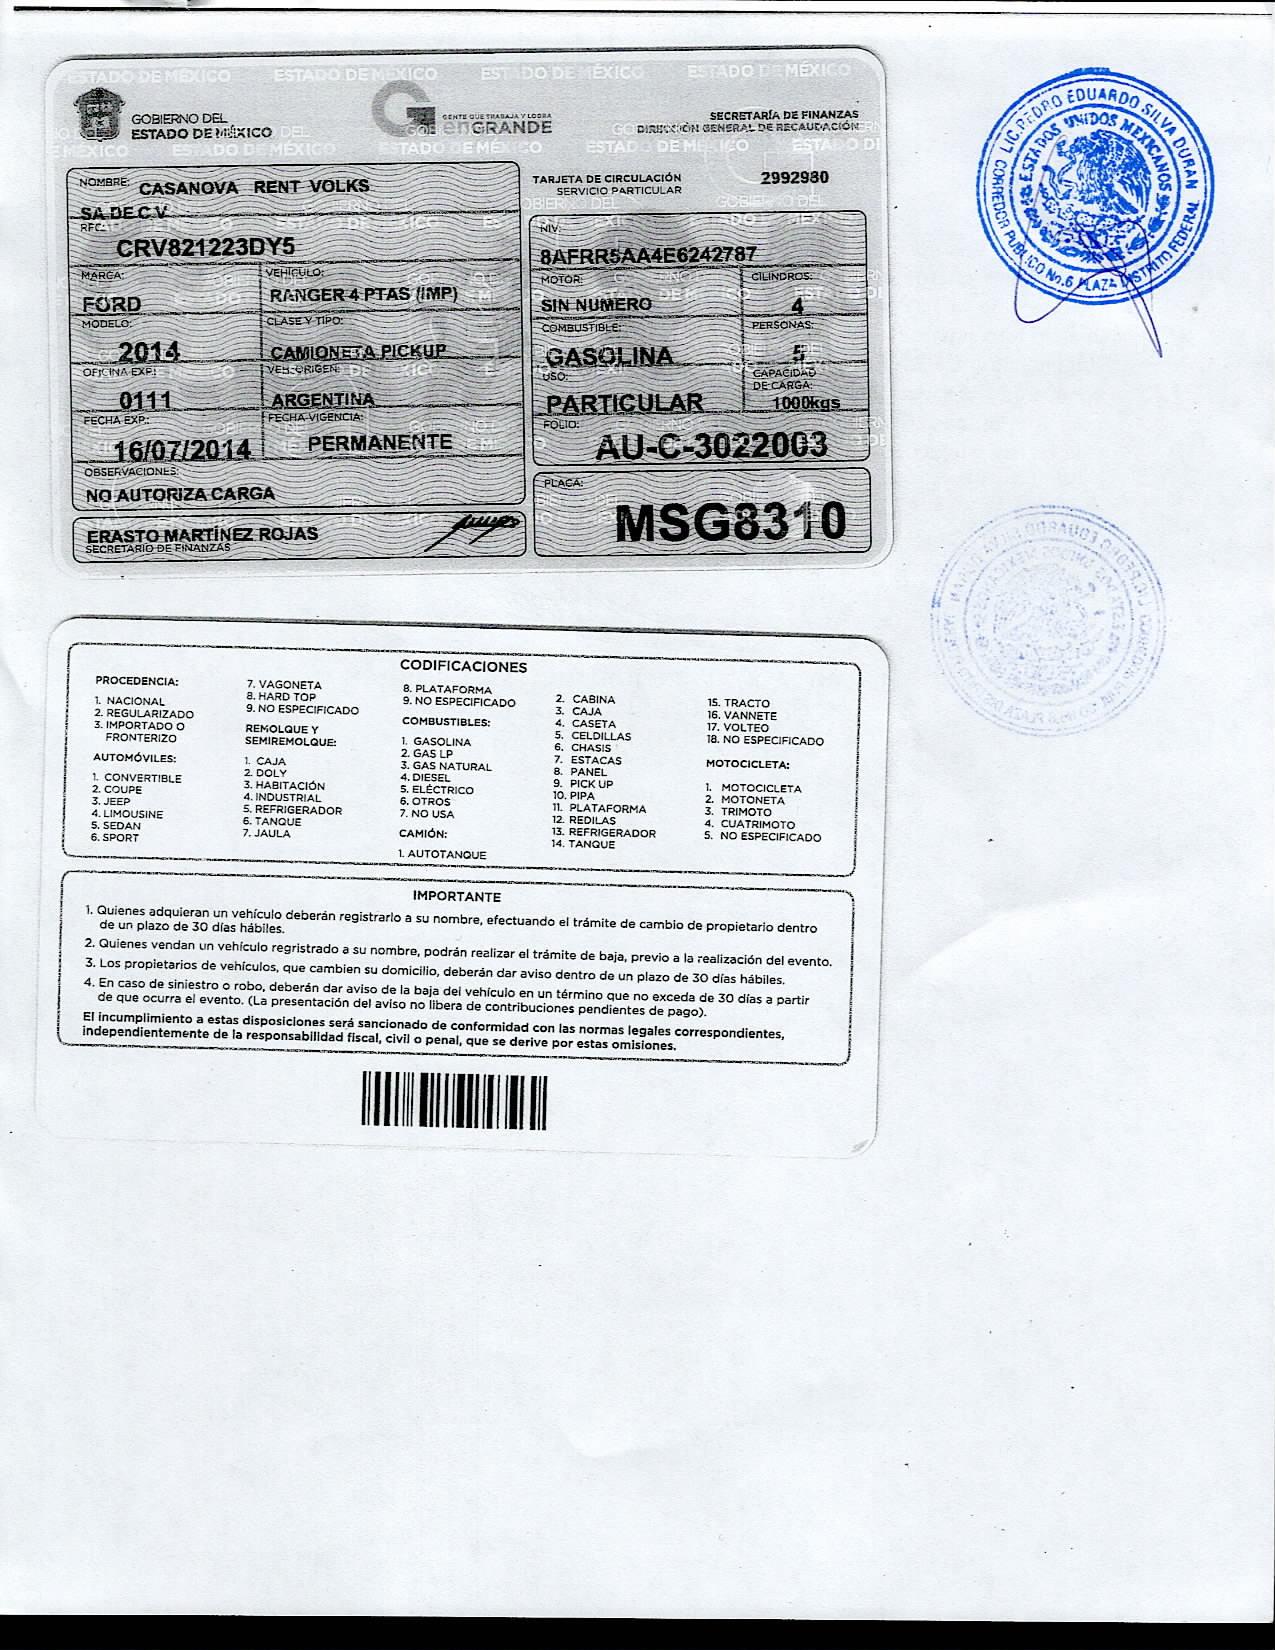 GOBIERNO DEL
ESTADO DE MÉXICO
GENTE QUE TRABAJA Y LOGRA
enGRANDE
SECRETARÍA DE FINANZAS
DIRECCIÓN GENERAL DE RECAUDACIÓN
TARJETA DE CIRCULACIÓN
SERVICIO PARTICULAR
2992980
NOMBRE: CASANOVA RENT VOLKS
SA DE C V
RFC:
CRV821223DY5
MARCA:
FORD
VEHÍCULO:
RANGER 4 PTAS (IMP)
MODELO:
2014
CLASE Y TIPO:
CAMIONETA PICKUP
OFICINA EXP.:
0111
VEH. ORIGEN:
ARGENTINA
FECHA EXP.:
16/07/2014
FECHA VIGENCIA:
PERMANENTE
OBSERVACIONES:
NO AUTORIZA CARGA
ERASTO MARTÍNEZ ROJAS
SECRETARIO DE FINANZAS
NIV:
8AFRR5AA4E6242787
MOTOR:
SIN NUMERO
CILINDROS:
4
COMBUSTIBLE:
GASOLINA
PERSONAS:
5
USO:
PARTICULAR
CAPACIDAD
DE CARGA:
1000kgs
FOLIO:
AU-C-3022003
PLACA:
MSG8310
LIC. PEDRO EDUARDO SILVA DURAN
ESTADOS UNIDOS MEXICANOS
CORREDOR PUBLICO No. 6 PLAZA DISTRITO FEDERAL
CODIFICACIONES
PROCEDENCIA:
1. NACIONAL
2. REGULARIZADO
3. IMPORTADO O
FRONTERIZO
AUTOMÓVILES:
1. CONVERTIBLE
2. COUPE
3. JEEP
4. LIMOUSINE
5. SEDAN
6. SPORT
7. VAGONETA
8. HARD TOP
9. NO ESPECIFICADO
REMOLQUE Y
SEMIREMOLQUE:
1. CAJA
2. DOLY
3. HABITACIÓN
4. INDUSTRIAL
5. REFRIGERADOR
6. TANQUE
7. JAULA
8. PLATAFORMA
9. NO ESPECIFICADO
COMBUSTIBLES:
1. GASOLINA
2. GAS LP
3. GAS NATURAL
4. DIESEL
5. ELÉCTRICO
6. OTROS
7. NO USA
CAMIÓN:
1. AUTOTANQUE
2. CABINA
3. CAJA
4. CASETA
5. CELDILLAS
6. CHASIS
7. ESTACAS
8. PANEL
9. PICK UP
10. PIPA
11. PLATAFORMA
12. REDILAS
13. REFRIGERADOR
14. TANQUE
15. TRACTO
16. VANNETE
17. VOLTEO
18. NO ESPECIFICADO
MOTOCICLETA:
1. MOTOCICLETA
2. MOTONETA
3. TRIMOTO
4. CUATRIMOTO
5. NO ESPECIFICADO
IMPORTANTE
1. Quienes adquieran un vehículo deberán registrarlo a su nombre, efectuando el trámite de cambio de propietario dentro
de un plazo de 30 días hábiles.
2. Quienes vendan un vehículo regristrado a su nombre, podrán realizar el trámite de baja, previo a la realización del evento.
3. Los propietarios de vehículos, que cambien su domicilio, deberán dar aviso dentro de un plazo de 30 días hábiles.
4. En caso de siniestro o robo, deberán dar aviso de la baja del vehículo en un término que no exceda de 30 días a partir
de que ocurra el evento. (La presentación del aviso no libera de contribuciones pendientes de pago).
El incumplimiento a estas disposiciones será sancionado de conformidad con las normas legales correspondientes,
independientemente de la responsabilidad fiscal, civil o penal, que se derive por estas omisiones.